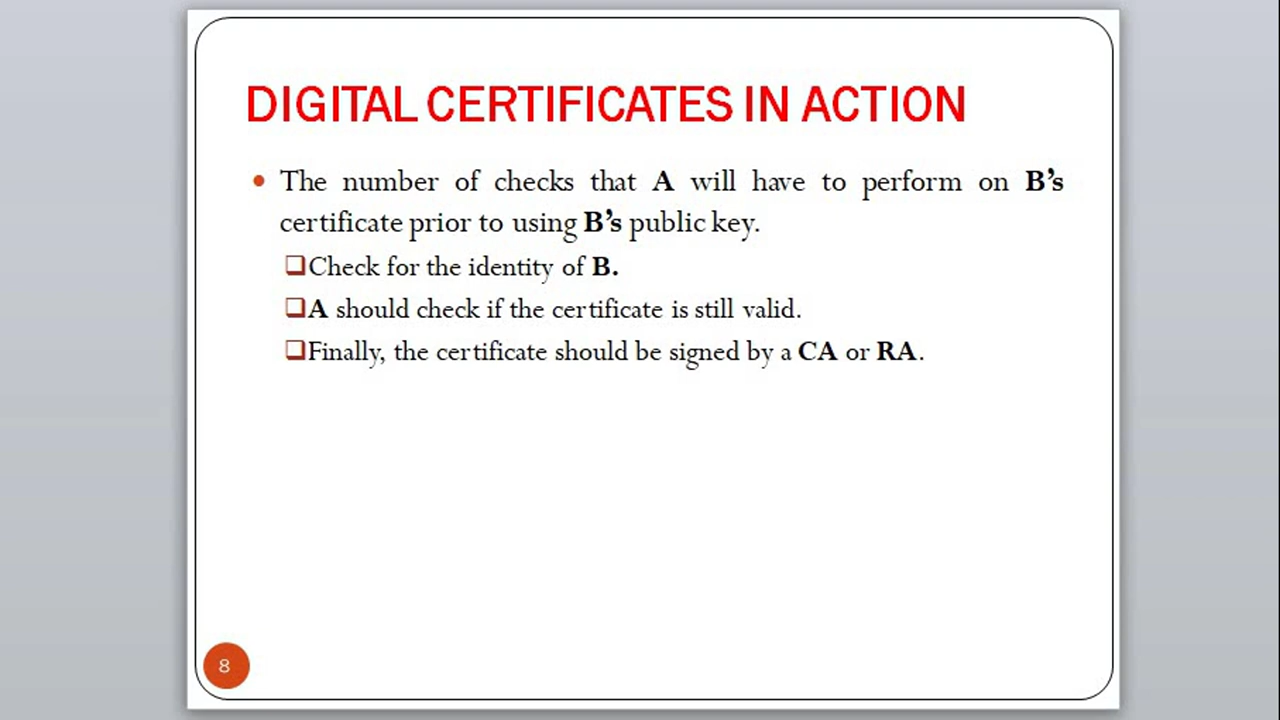 DIGITAL CERTIFICATES IN ACTION
• The number of checks that A will have to perform on B’s
certificate prior to using B’s public key.
❑Check for the identity of B.
❑A should check if the certificate is still valid.
❑Finally, the certificate should be signed by a CA or RA.
8